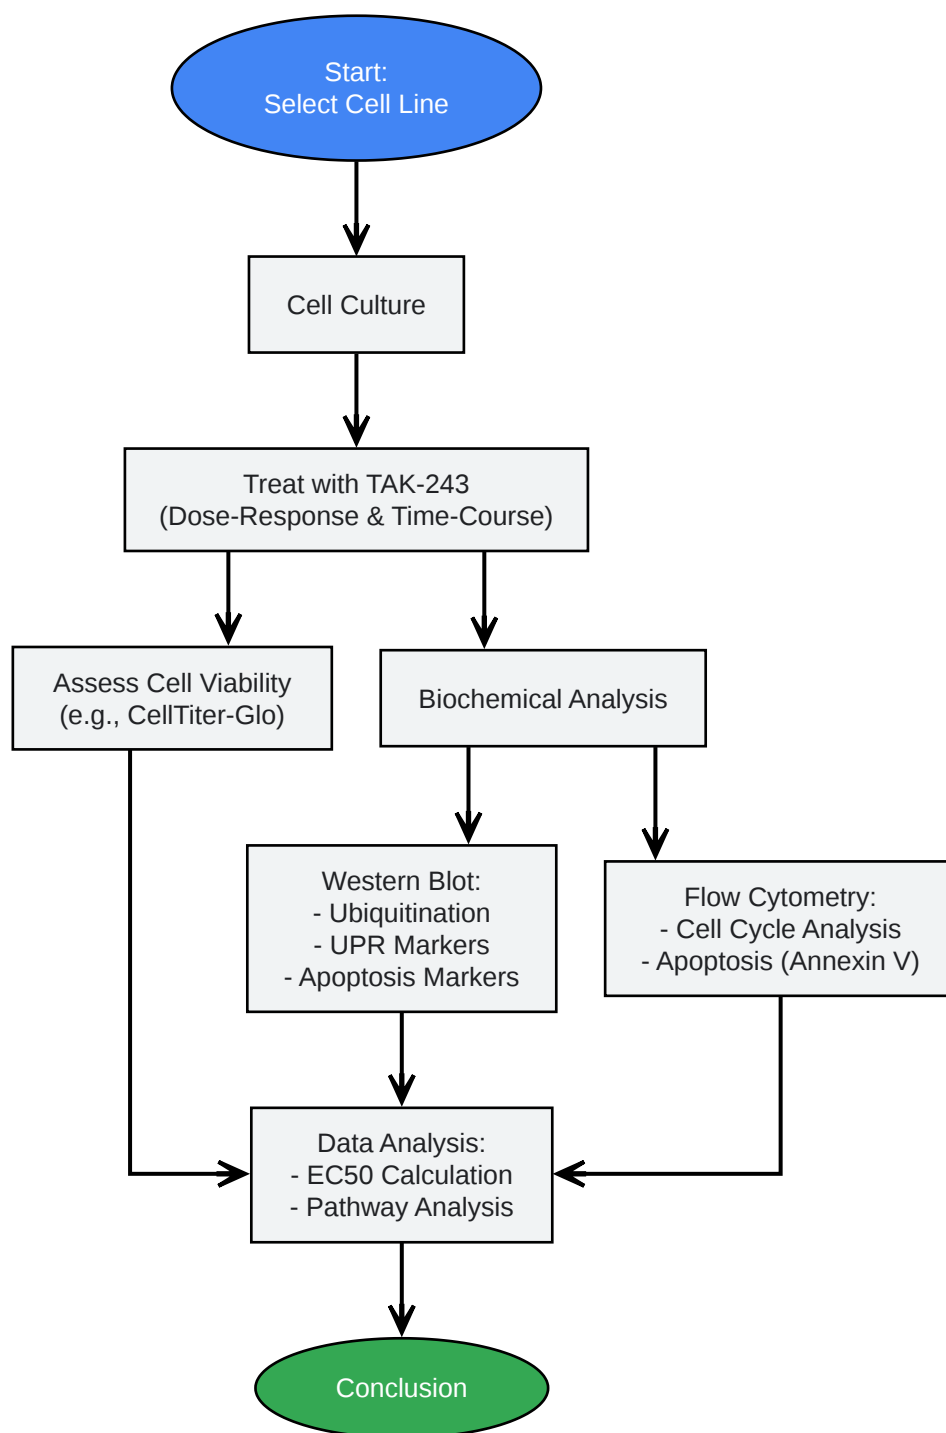 Start:
Select Cell Line
Cell Culture
Treat with TAK-243
(Dose-Response & Time-Course)
Assess Cell Viability
(e.g., CellTiter-Glo)
Biochemical Analysis
Western Blot:
- Ubiquitination
- UPR Markers
- Apoptosis Markers
Flow Cytometry:
- Cell Cycle Analysis
- Apoptosis (Annexin V)
Data Analysis:
- EC50 Calculation
- Pathway Analysis
Conclusion